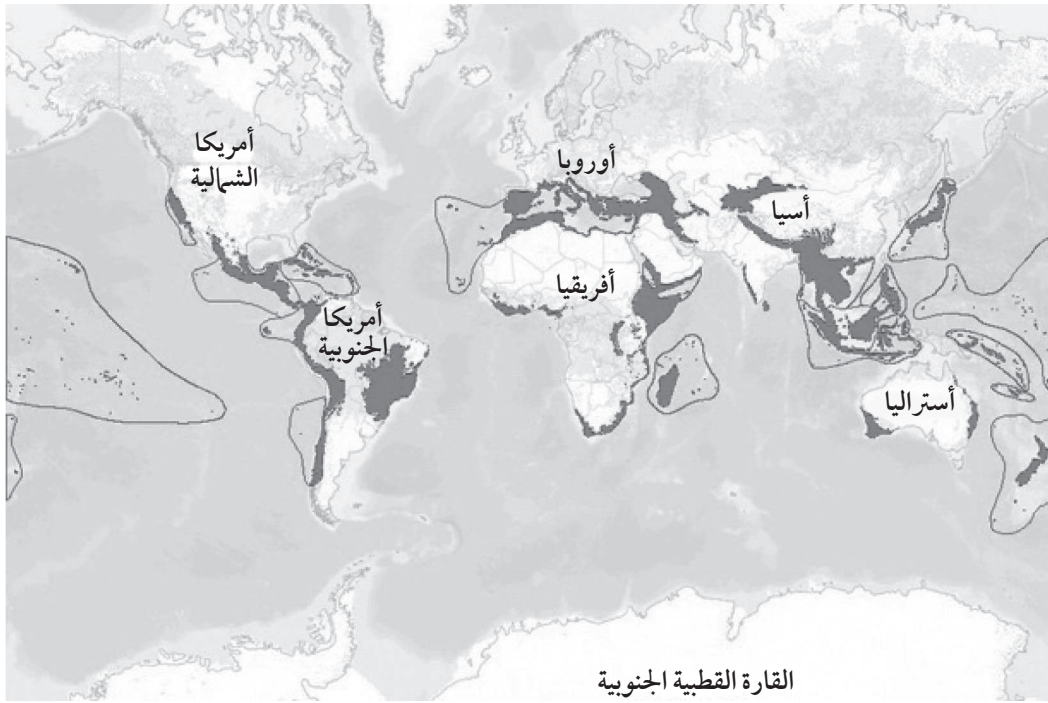 أمريكا
الشمالية
أوروبا
أسيا
أفريقيا
أمريكا
الجنوبية
أستراليا
القارة القطبية الجنوبية